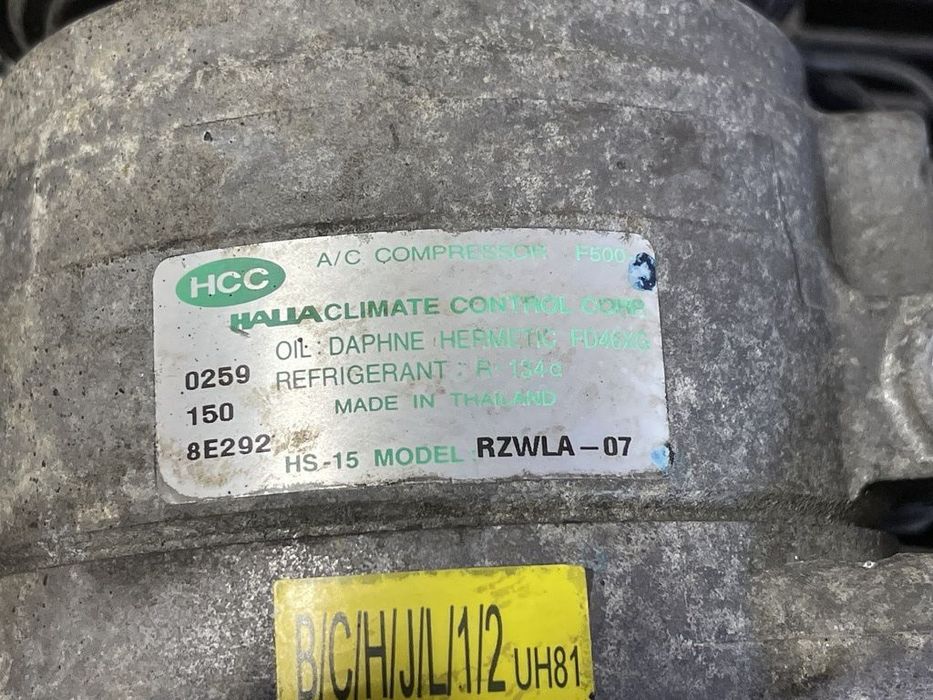 A/C COMPRESSOR F500
HCC
HALLA CLIMATE CONTROL CORP.
OIL : DAPHNE HERMETIC FD46XG
0259 REFRIGERANT : R-134a
150 MADE IN THAILAND
8E292
HS-15 MODEL : RZWLA-07
B/C/H/J/L/1/2 UH81